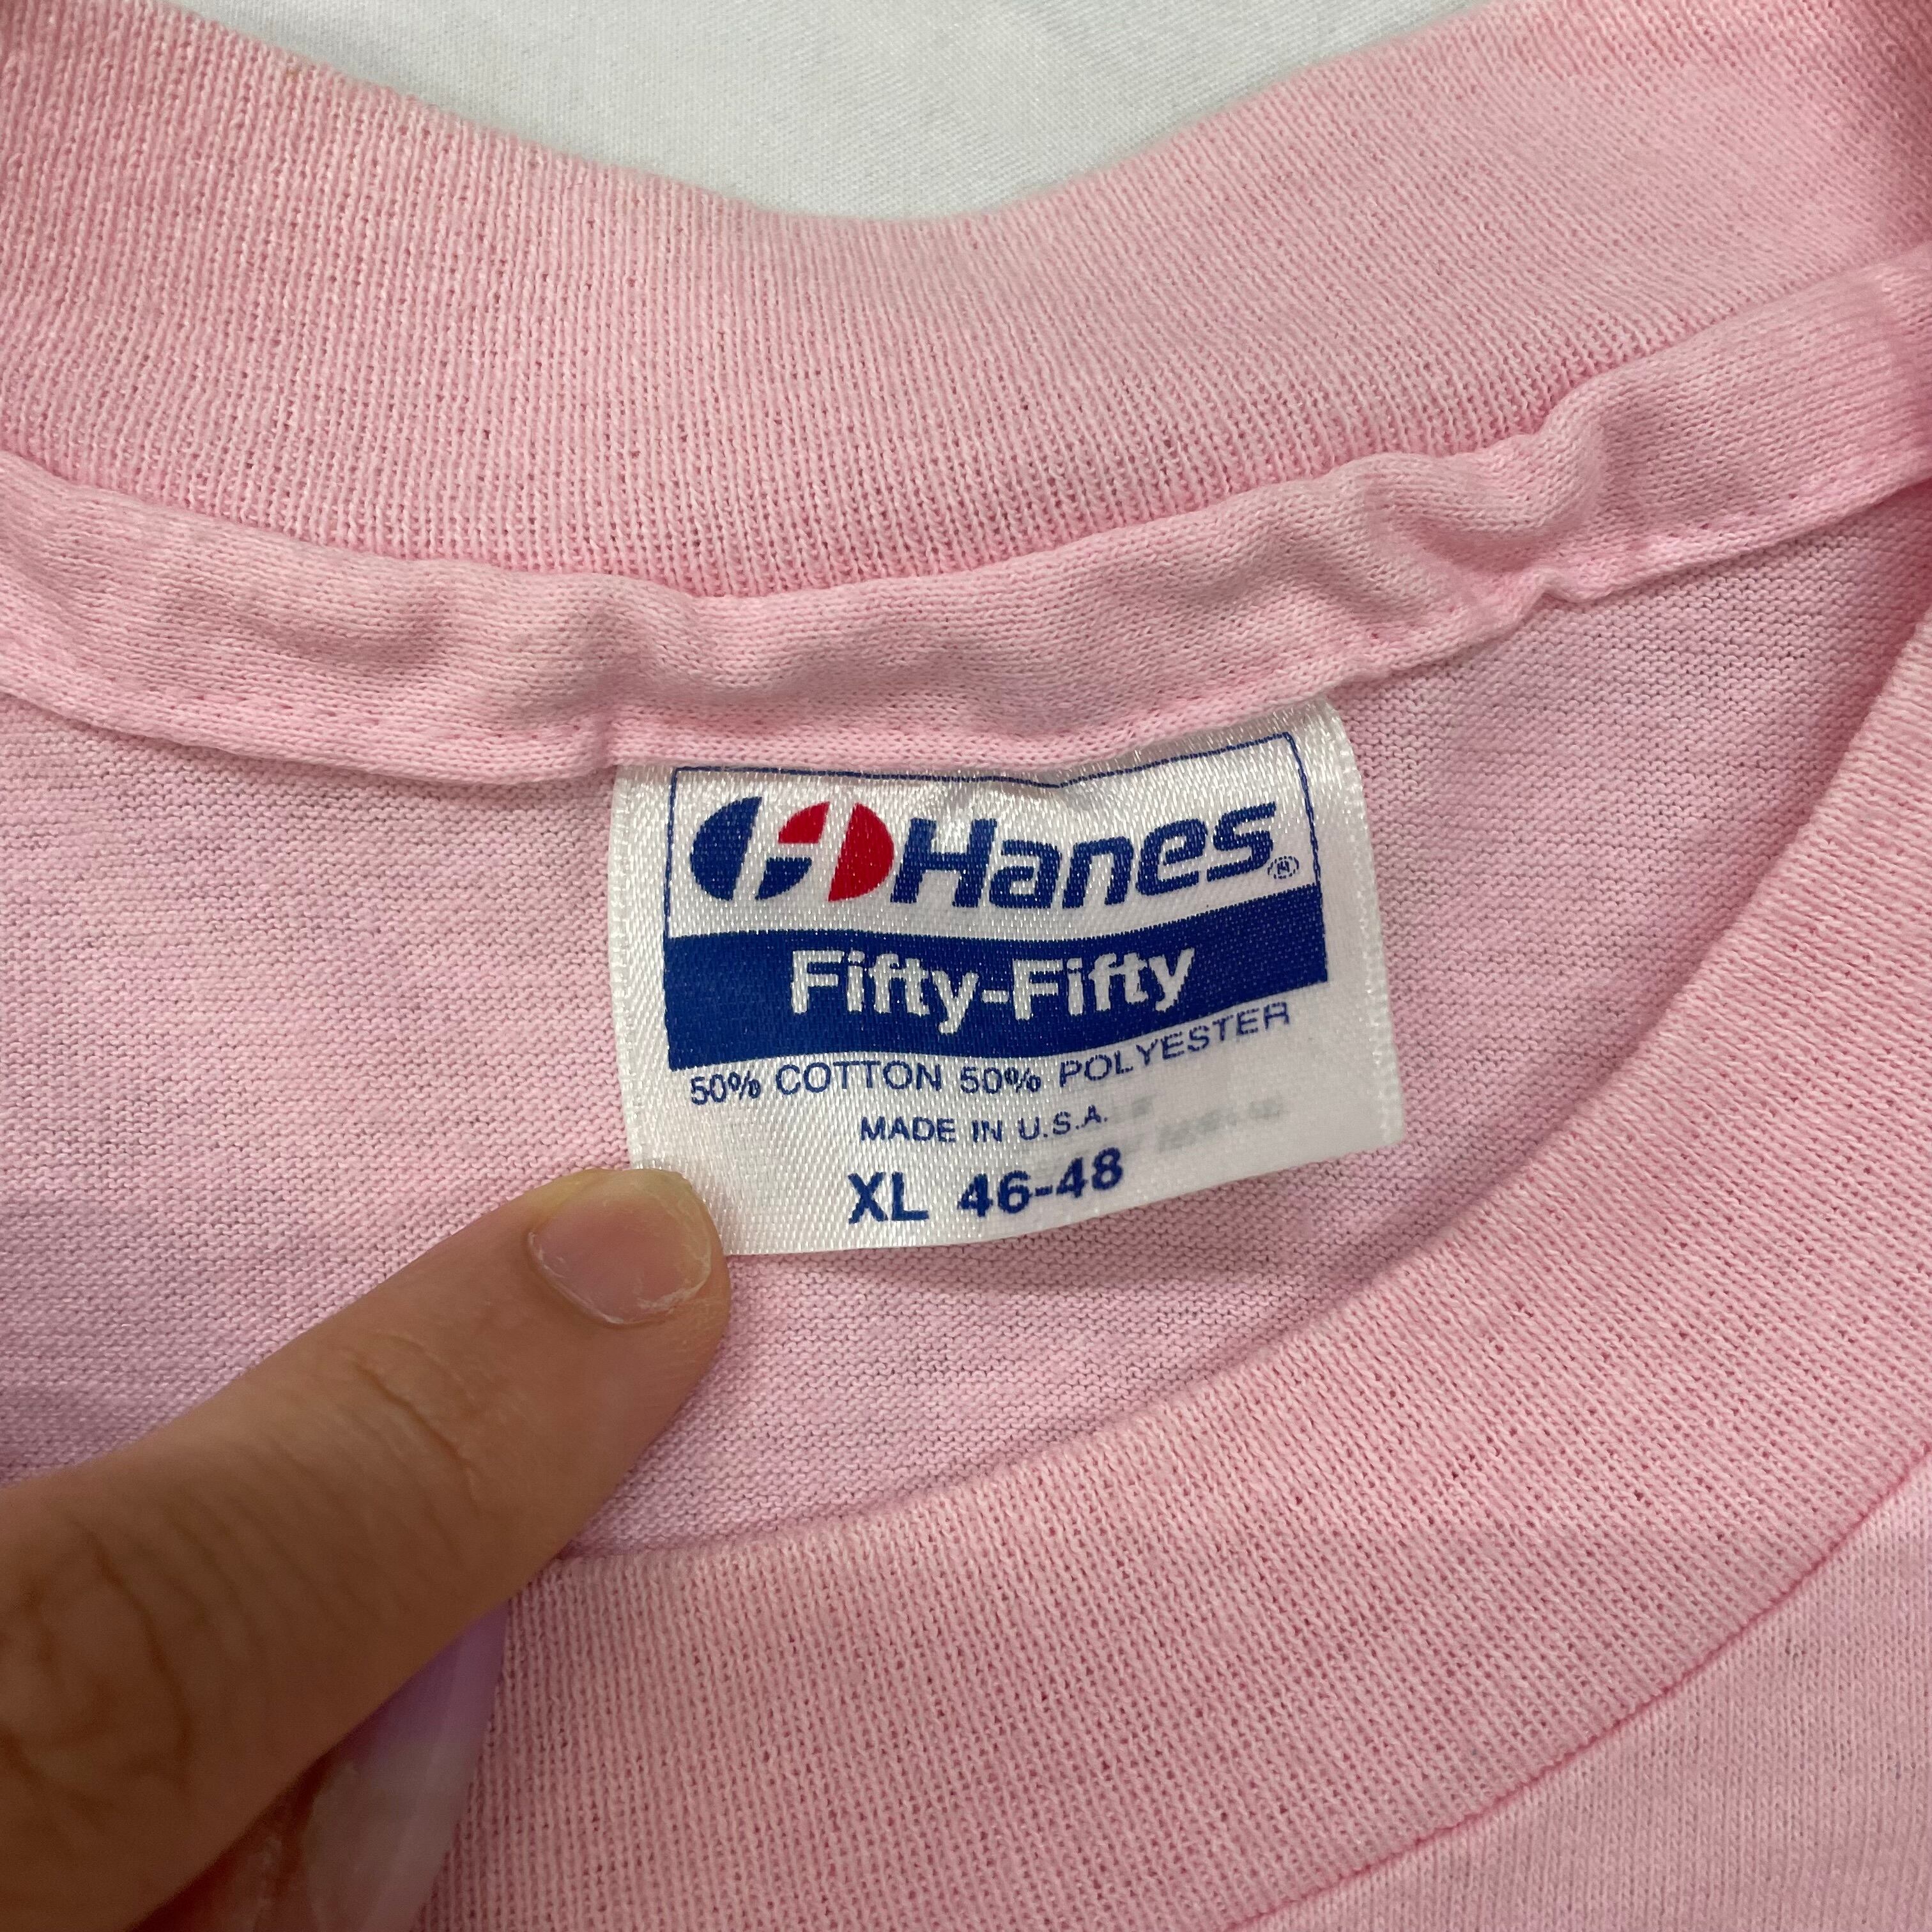 Hanes®
Fifty-Fifty
50% COTTON 50% POLYESTER
MADE IN U.S.A.
XL 46-48